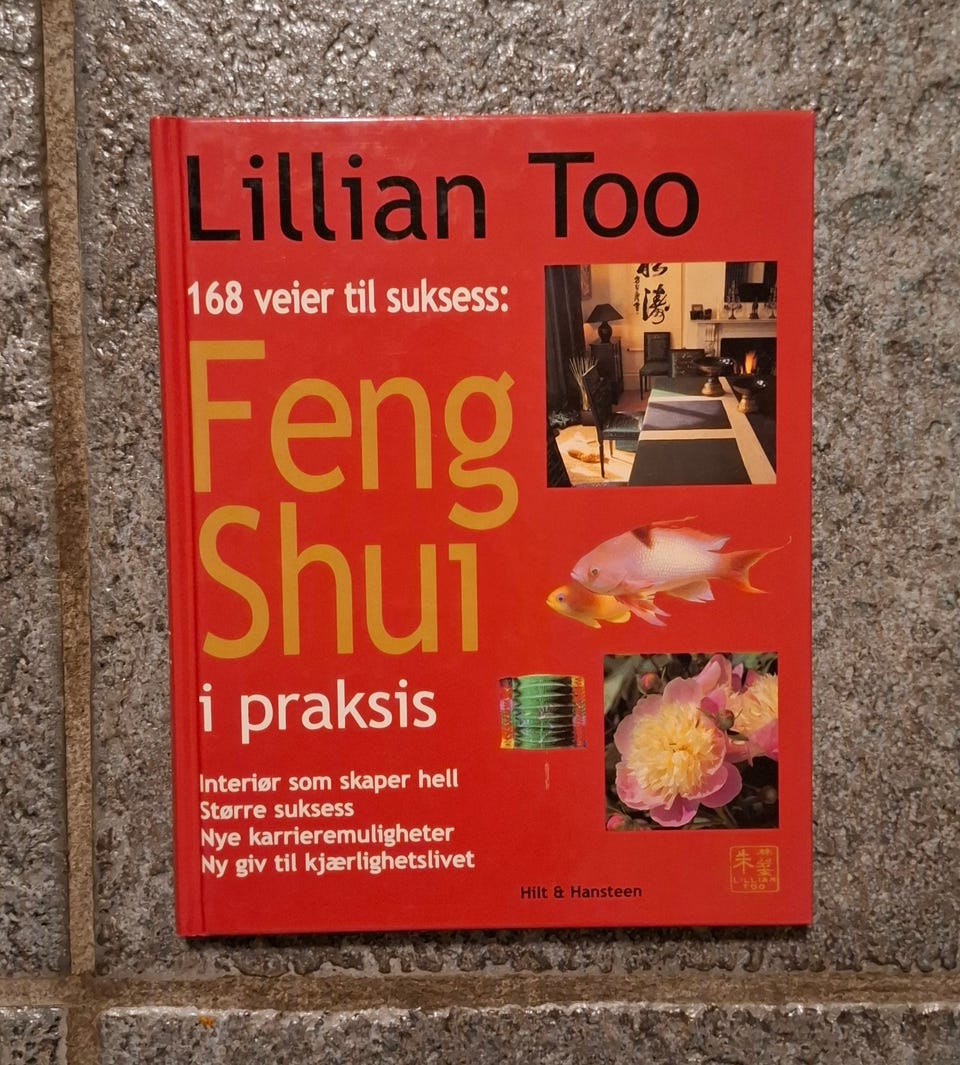 Lillian Too
168 veier til suksess:
Feng
Shui
i praksis
Interiør som skaper hell
Større suksess
Nye karrieremuligheter
Ny giv til kjærlighetslivet
Hilt & Hansteen
LILLIAN
TOO